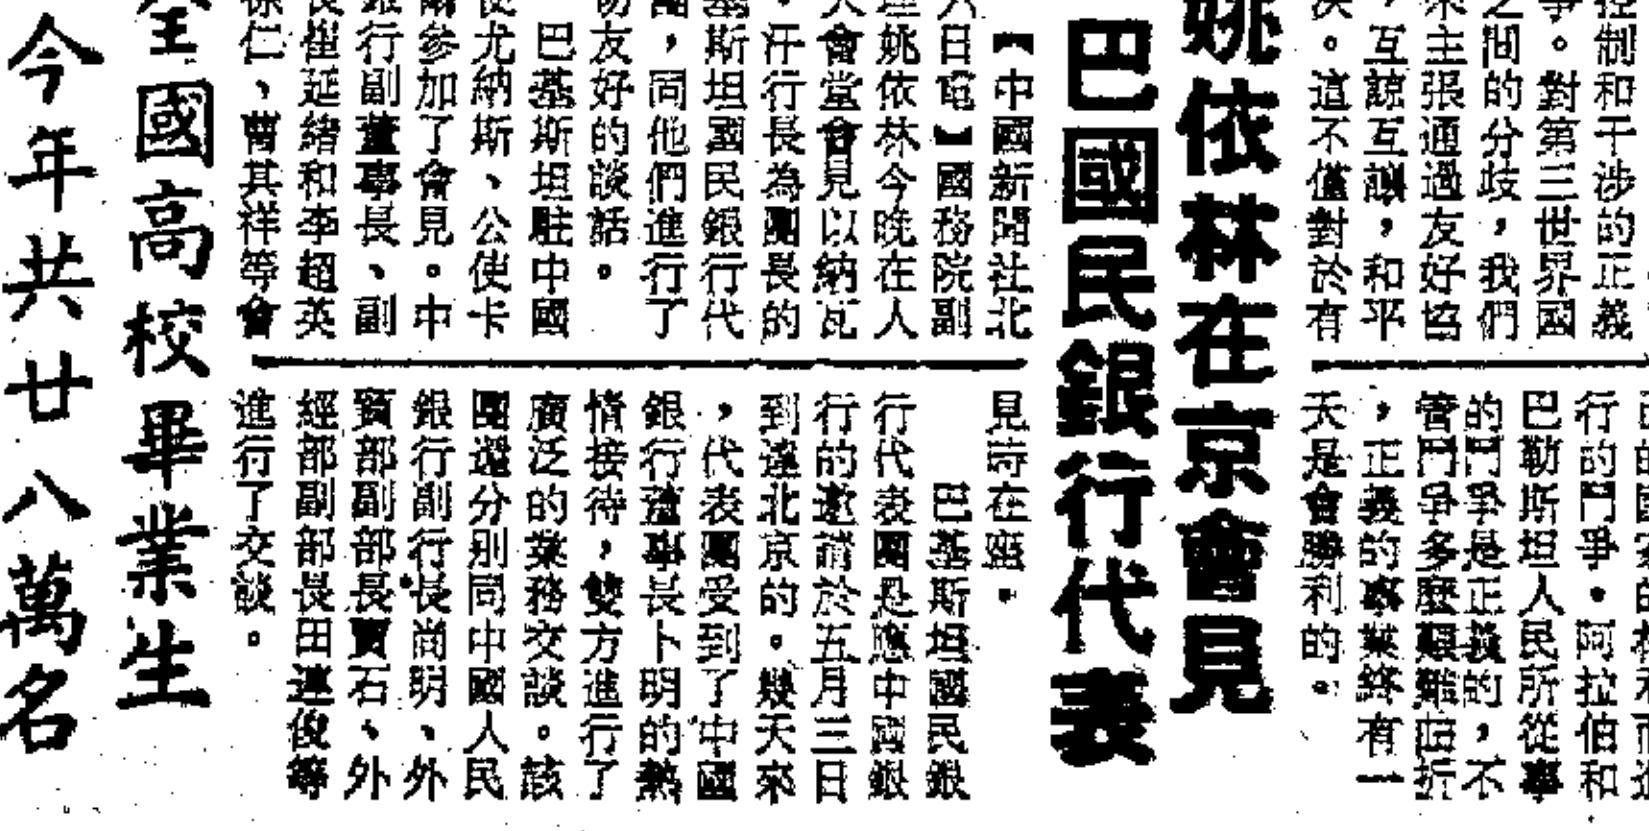 控制和干涉的正義
爭。對第三世界國
之間的分歧,我們
來主張通過友好協
,互諒互讓,和平
決。這不僅對於有
行的鬥爭。阿拉伯和
巴勒斯坦人民所從事
的鬥爭是正義的,不
管鬥爭多麼艱難曲折
,正義的事業終有一
天是會勝利的。
姚依林在京會見
巴國民銀行代表
【中國新聞社北
六日電】國務院副
理姚依林今晚在人
大會堂會見以納瓦
・汗行長為團長的
基斯坦國民銀行代
團,同他們進行了
切友好的談話。
巴基斯坦駐中國
使尤納斯、公使卡
爾參加了會見。中
銀行副董事長、副
長崔延緒和李超英
徐仁、曹其祥等會
見時在座。
巴基斯坦國民銀
行代表團是應中國銀
行的邀請於五月三日
到達北京的。幾天來
,代表團受到了中國
銀行董事長卜明的熱
情接待,雙方進行了
廣泛的業務交談。該
團還分別同中國人民
銀行副行長尚明、外
貿部副部長賈石、外
經部副部長田連俊等
進行了交談。
全國高校畢業生
今年共廿八萬名